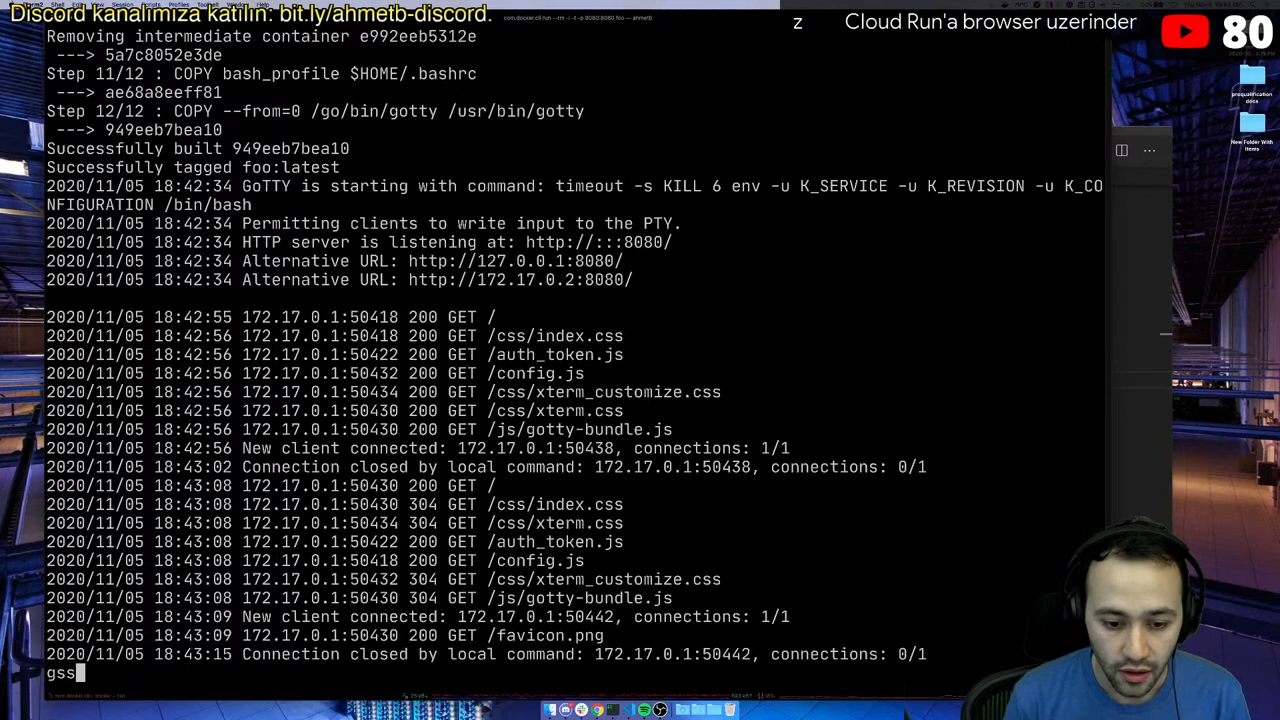 Discord kanalimiza katilin: bit.ly/ahmetb-discord.
com.docker.cli run --rm -i -t -p 8080:8080 foo — ahmetb
z
Cloud Run'a browser uzerinder
80
Removing intermediate container e992eeb5312e
---> 5a7c8052e3de
Step 11/12 : COPY bash_profile $HOME/.bashrc
---> ae68a8eeff81
Step 12/12 : COPY --from=0 /go/bin/gotty /usr/bin/gotty
---> 949eeb7bea10
Successfully built 949eeb7bea10
Successfully tagged foo:latest
2020/11/05 18:42:34 GoTTY is starting with command: timeout -s KILL 6 env -u K_SERVICE -u K_REVISION -u K_CO
NFIGURATION /bin/bash
2020/11/05 18:42:34 Permitting clients to write input to the PTY.
2020/11/05 18:42:34 HTTP server is listening at: http://:::8080/
2020/11/05 18:42:34 Alternative URL: http://127.0.0.1:8080/
2020/11/05 18:42:34 Alternative URL: http://172.17.0.2:8080/
2020/11/05 18:42:55 172.17.0.1:50418 200 GET /
2020/11/05 18:42:56 172.17.0.1:50418 200 GET /css/index.css
2020/11/05 18:42:56 172.17.0.1:50422 200 GET /auth_token.js
2020/11/05 18:42:56 172.17.0.1:50432 200 GET /config.js
2020/11/05 18:42:56 172.17.0.1:50434 200 GET /css/xterm_customize.css
2020/11/05 18:42:56 172.17.0.1:50418 200 GET /css/xterm.css
2020/11/05 18:42:56 172.17.0.1:50430 200 GET /js/gotty-bundle.js
2020/11/05 18:42:56 New client connected: 172.17.0.1:50438, connections: 1/1
2020/11/05 18:43:02 Connection closed by local command: 172.17.0.1:50438, connections: 0/1
2020/11/05 18:43:08 172.17.0.1:50430 200 GET /
2020/11/05 18:43:08 172.17.0.1:50430 304 GET /css/index.css
2020/11/05 18:43:08 172.17.0.1:50434 304 GET /css/xterm.css
2020/11/05 18:43:08 172.17.0.1:50422 200 GET /auth_token.js
2020/11/05 18:43:08 172.17.0.1:50418 200 GET /config.js
2020/11/05 18:43:08 172.17.0.1:50432 304 GET /css/xterm_customize.css
2020/11/05 18:43:08 172.17.0.1:50430 304 GET /js/gotty-bundle.js
2020/11/05 18:43:09 New client connected: 172.17.0.1:50442, connections: 1/1
2020/11/05 18:43:09 172.17.0.1:50430 200 GET /favicon.png
2020/11/05 18:43:15 Connection closed by local command: 172.17.0.1:50442, connections: 0/1
gss
prequalification
docs
New Folder With
Items